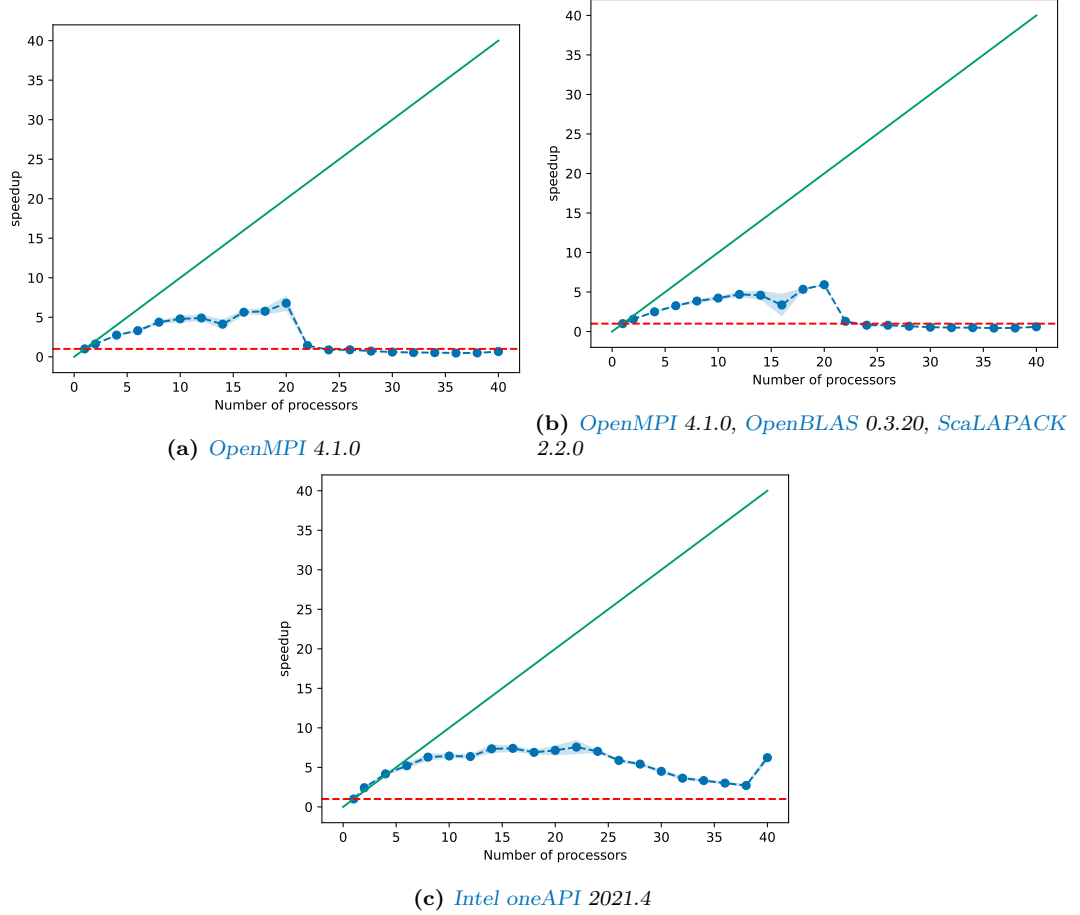 40
35
30
25
20
15
10
5
0
speedup
0 5 10 15 20 25 30 35 40
Number of processors
(a) OpenMPI 4.1.0
40
35
30
25
20
15
10
5
0
speedup
0 5 10 15 20 25 30 35 40
Number of processors
(b) OpenMPI 4.1.0, OpenBLAS 0.3.20, ScaLAPACK
2.2.0
40
35
30
25
20
15
10
5
0
speedup
0 5 10 15 20 25 30 35 40
Number of processors
(c) Intel oneAPI 2021.4